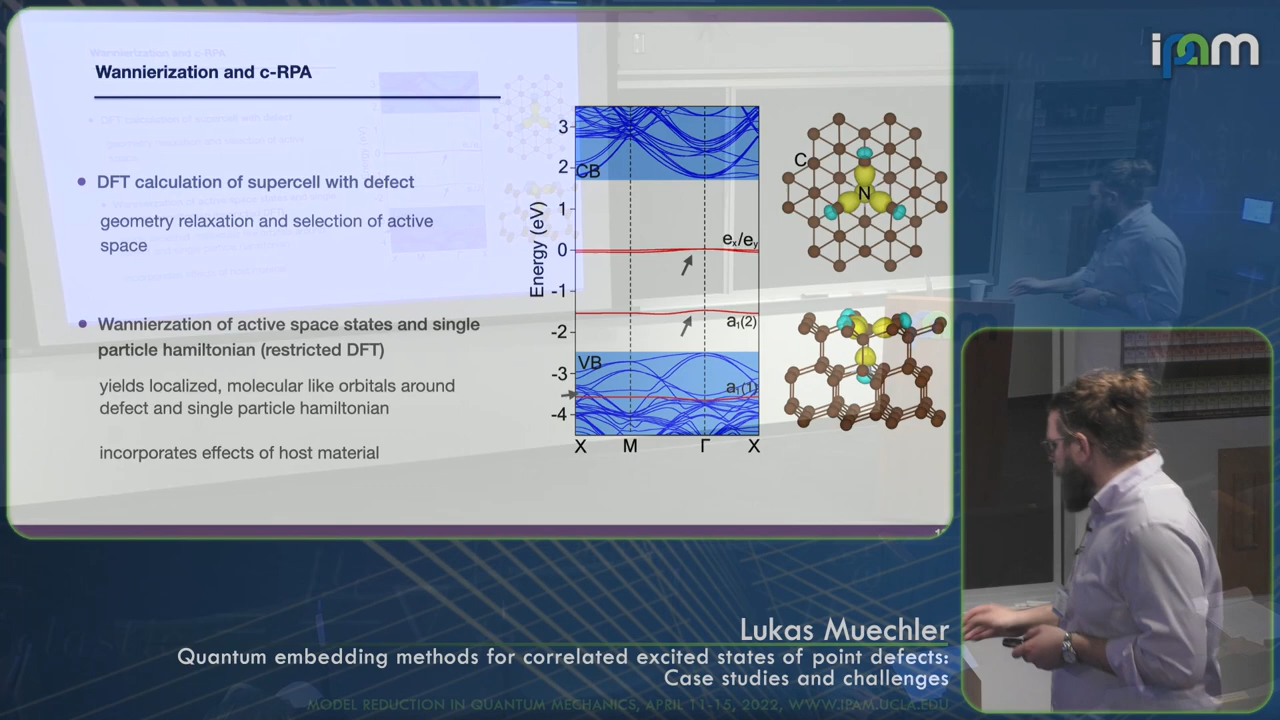 ipam
Wannierization and c-RPA
DFT calculation of supercell with defect
geometry relaxation and selection of active
space
Wannierzation of active space states and single
particle hamiltonian (restricted DFT)
yields localized, molecular like orbitals around
defect and single particle hamiltonian
incorporates effects of host material
Energy (eV)
3
2
1
0
-1
-2
-3
-4
CB
eₓ/eᵧ
a₁(2)
VB
a₁(1)
X M Γ X
C
N
Lukas Muechler
Quantum embedding methods for correlated excited states of point defects:
Case studies and challenges
MODEL REDUCTION IN QUANTUM MECHANICS, APRIL 11-15, 2022, WWW.IPAM.UCLA.EDU